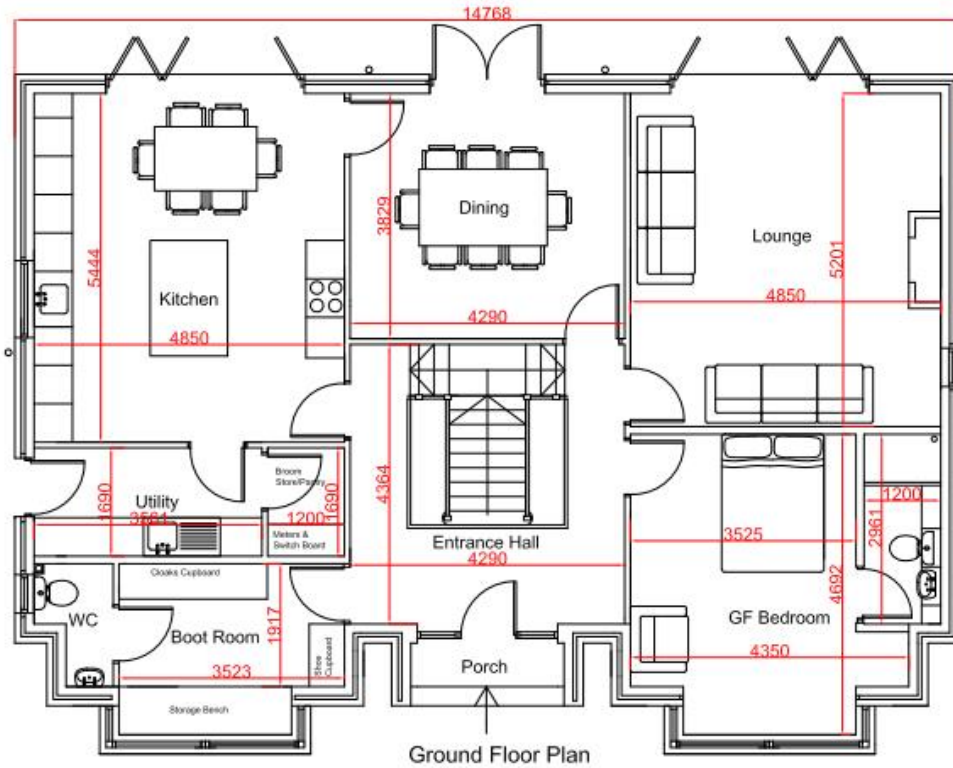 14768
Kitchen
5444
4850
Dining
3829
4290
Lounge
5201
4850
Utility
1690
3561
Broom
Store/Pantry
1690
1200
Meters &
Switch Board
4364
Entrance Hall
4290
3525
1200
2961
4692
GF Bedroom
4350
WC
Cloaks Cupboard
Boot Room
1917
3523
Shoe
Cupboard
Storage Bench
Porch
Ground Floor Plan